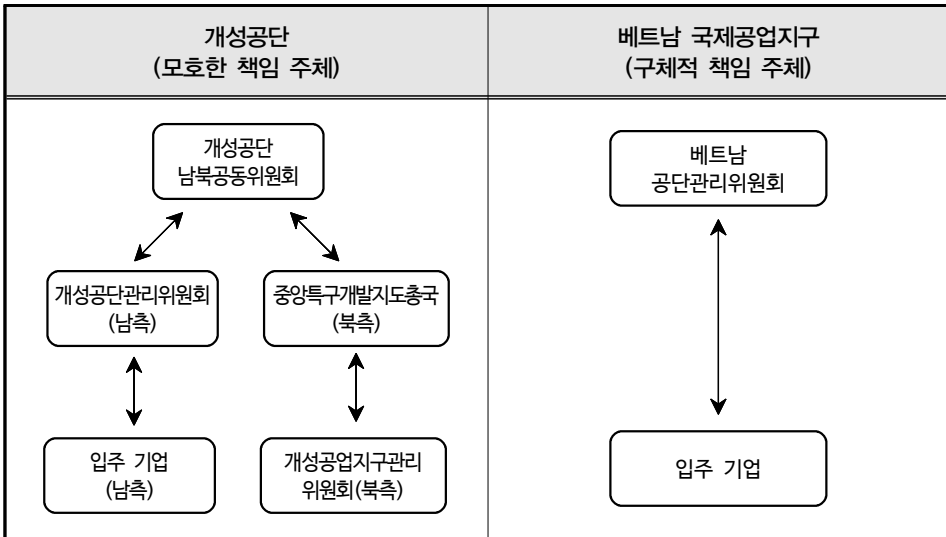 개성공단
(모호한 책임 주체)
베트남 국제공업지구
(구체적 책임 주체)
개성공단
남북공동위원회
개성공단관리위원회
(남측)
중앙특구개발지도총국
(북측)
입주 기업
(남측)
개성공업지구관리
위원회(북측)
베트남
공단관리위원회
입주 기업